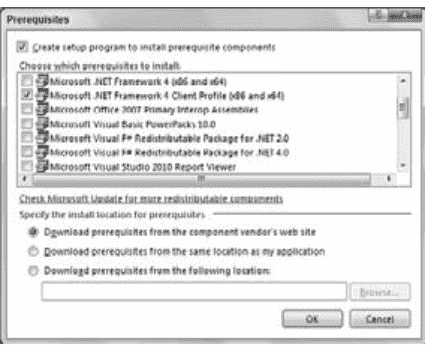 Prerequisites
Create setup program to install prerequisite components
Choose which prerequisites to install:
Microsoft .NET Framework 4 (x86 and x64)
Microsoft .NET Framework 4 Client Profile (x86 and x64)
Microsoft Office 2007 Primary Interop Assemblies
Microsoft Visual Basic PowerPacks 10.0
Microsoft Visual F# Redistributable Package for .NET 2.0
Microsoft Visual F# Redistributable Package for .NET 4.0
Microsoft Visual Studio 2010 Report Viewer
Check Microsoft Update for more redistributable components
Specify the install location for prerequisites
Download prerequisites from the component vendor's web site
Download prerequisites from the same location as my application
Download prerequisites from the following location:
Browse...
OK Cancel